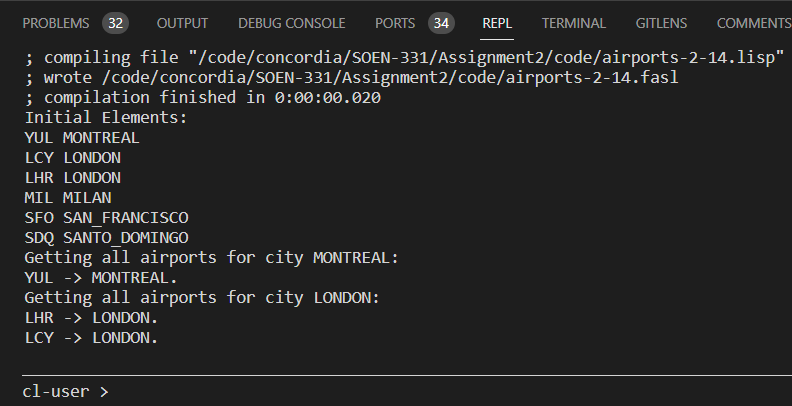 PROBLEMS 32 OUTPUT DEBUG CONSOLE PORTS 34 REPL TERMINAL GITLENS COMMENTS
; compiling file "/code/concordia/SOEN-331/Assignment2/code/airports-2-14.lisp"
; wrote /code/concordia/SOEN-331/Assignment2/code/airports-2-14.fasl
; compilation finished in 0:00:00.020
Initial Elements:
YUL MONTREAL
LCY LONDON
LHR LONDON
MIL MILAN
SFO SAN_FRANCISCO
SDQ SANTO_DOMINGO
Getting all airports for city MONTREAL:
YUL -> MONTREAL.
Getting all airports for city LONDON:
LHR -> LONDON.
LCY -> LONDON.
cl-user >